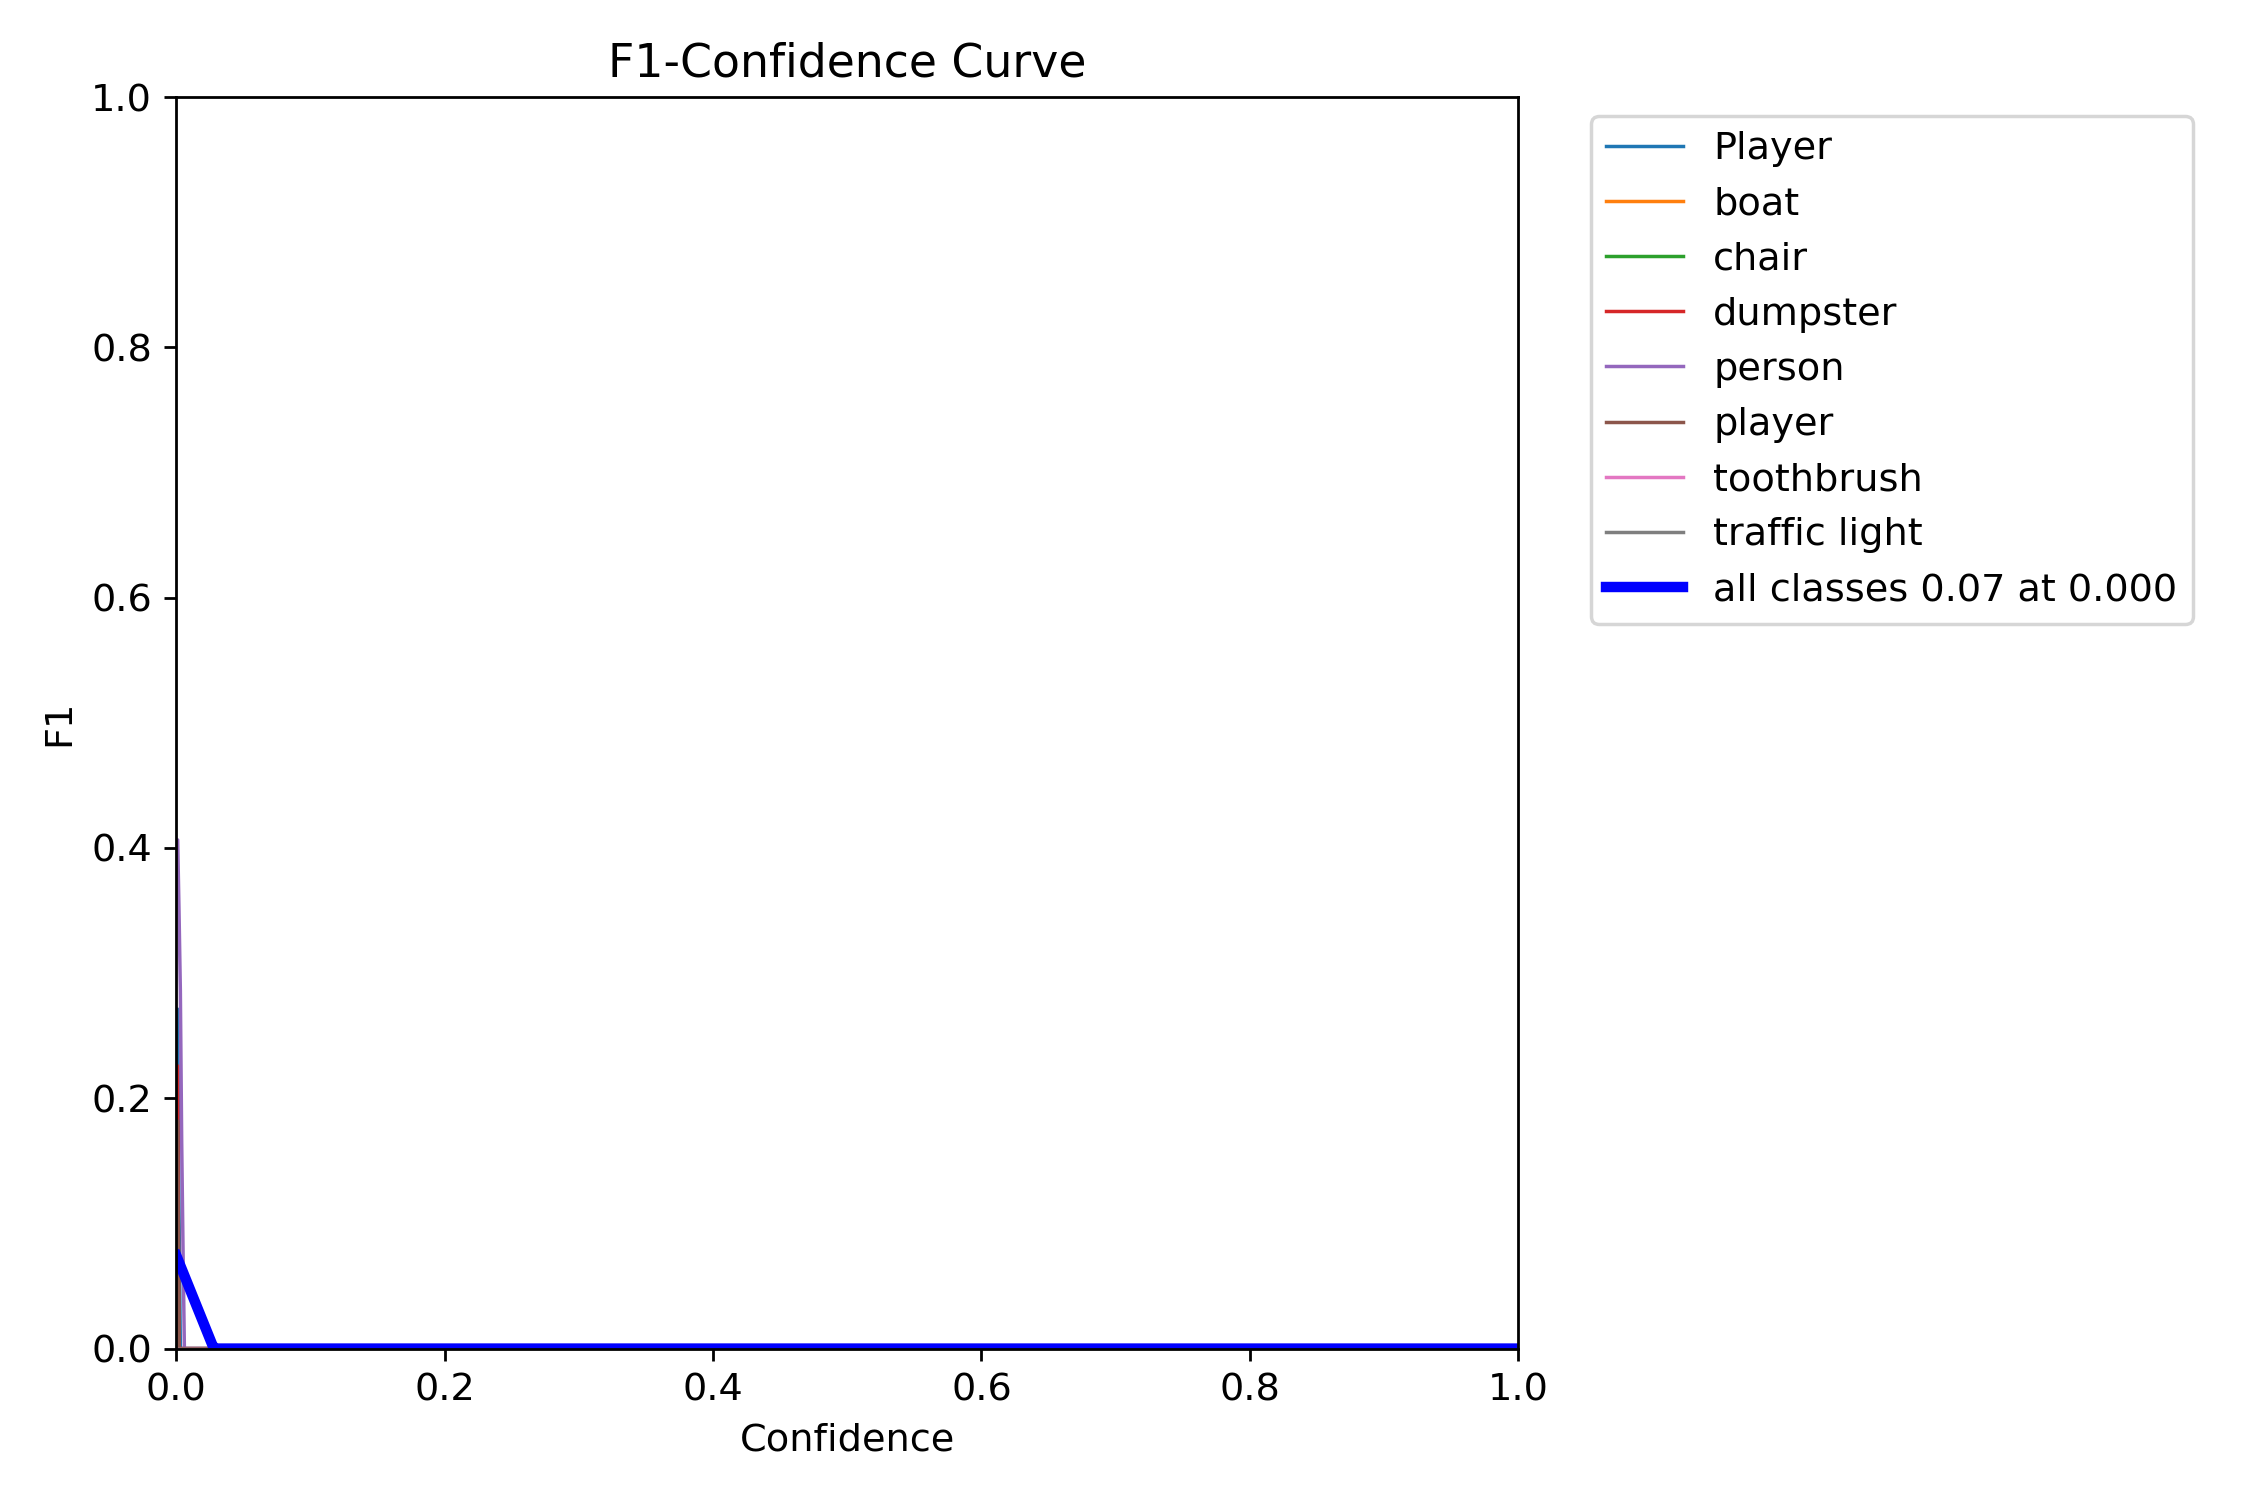 F1-Confidence Curve
1.0
0.8
0.6
0.4
0.2
0.0
F1
0.0 0.2 0.4 0.6 0.8 1.0
Confidence
Player
boat
chair
dumpster
person
player
toothbrush
traffic light
all classes 0.07 at 0.000